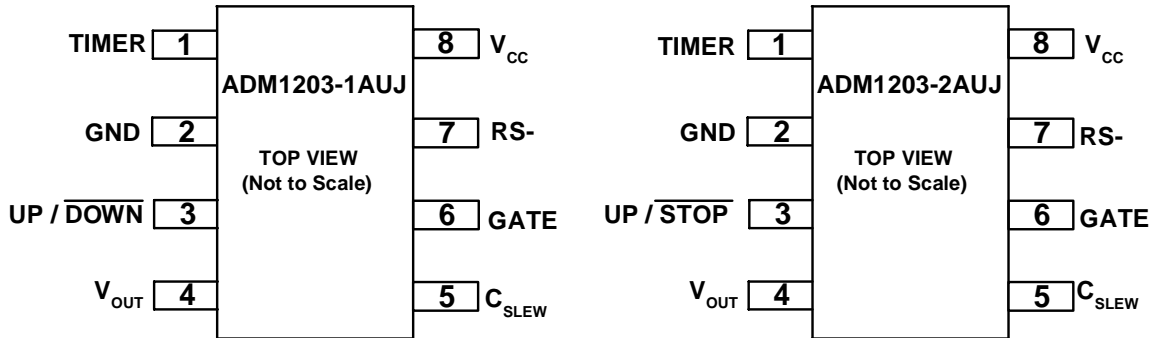 TIMER 1 8 VCC
ADM1203-1AUJ
GND 2 7 RS-
TOP VIEW
(Not to Scale)
UP / DOWN 3 6 GATE
VOUT 4 5 CSLEW
TIMER 1 8 VCC
ADM1203-2AUJ
GND 2 7 RS-
TOP VIEW
(Not to Scale)
UP / STOP 3 6 GATE
VOUT 4 5 CSLEW